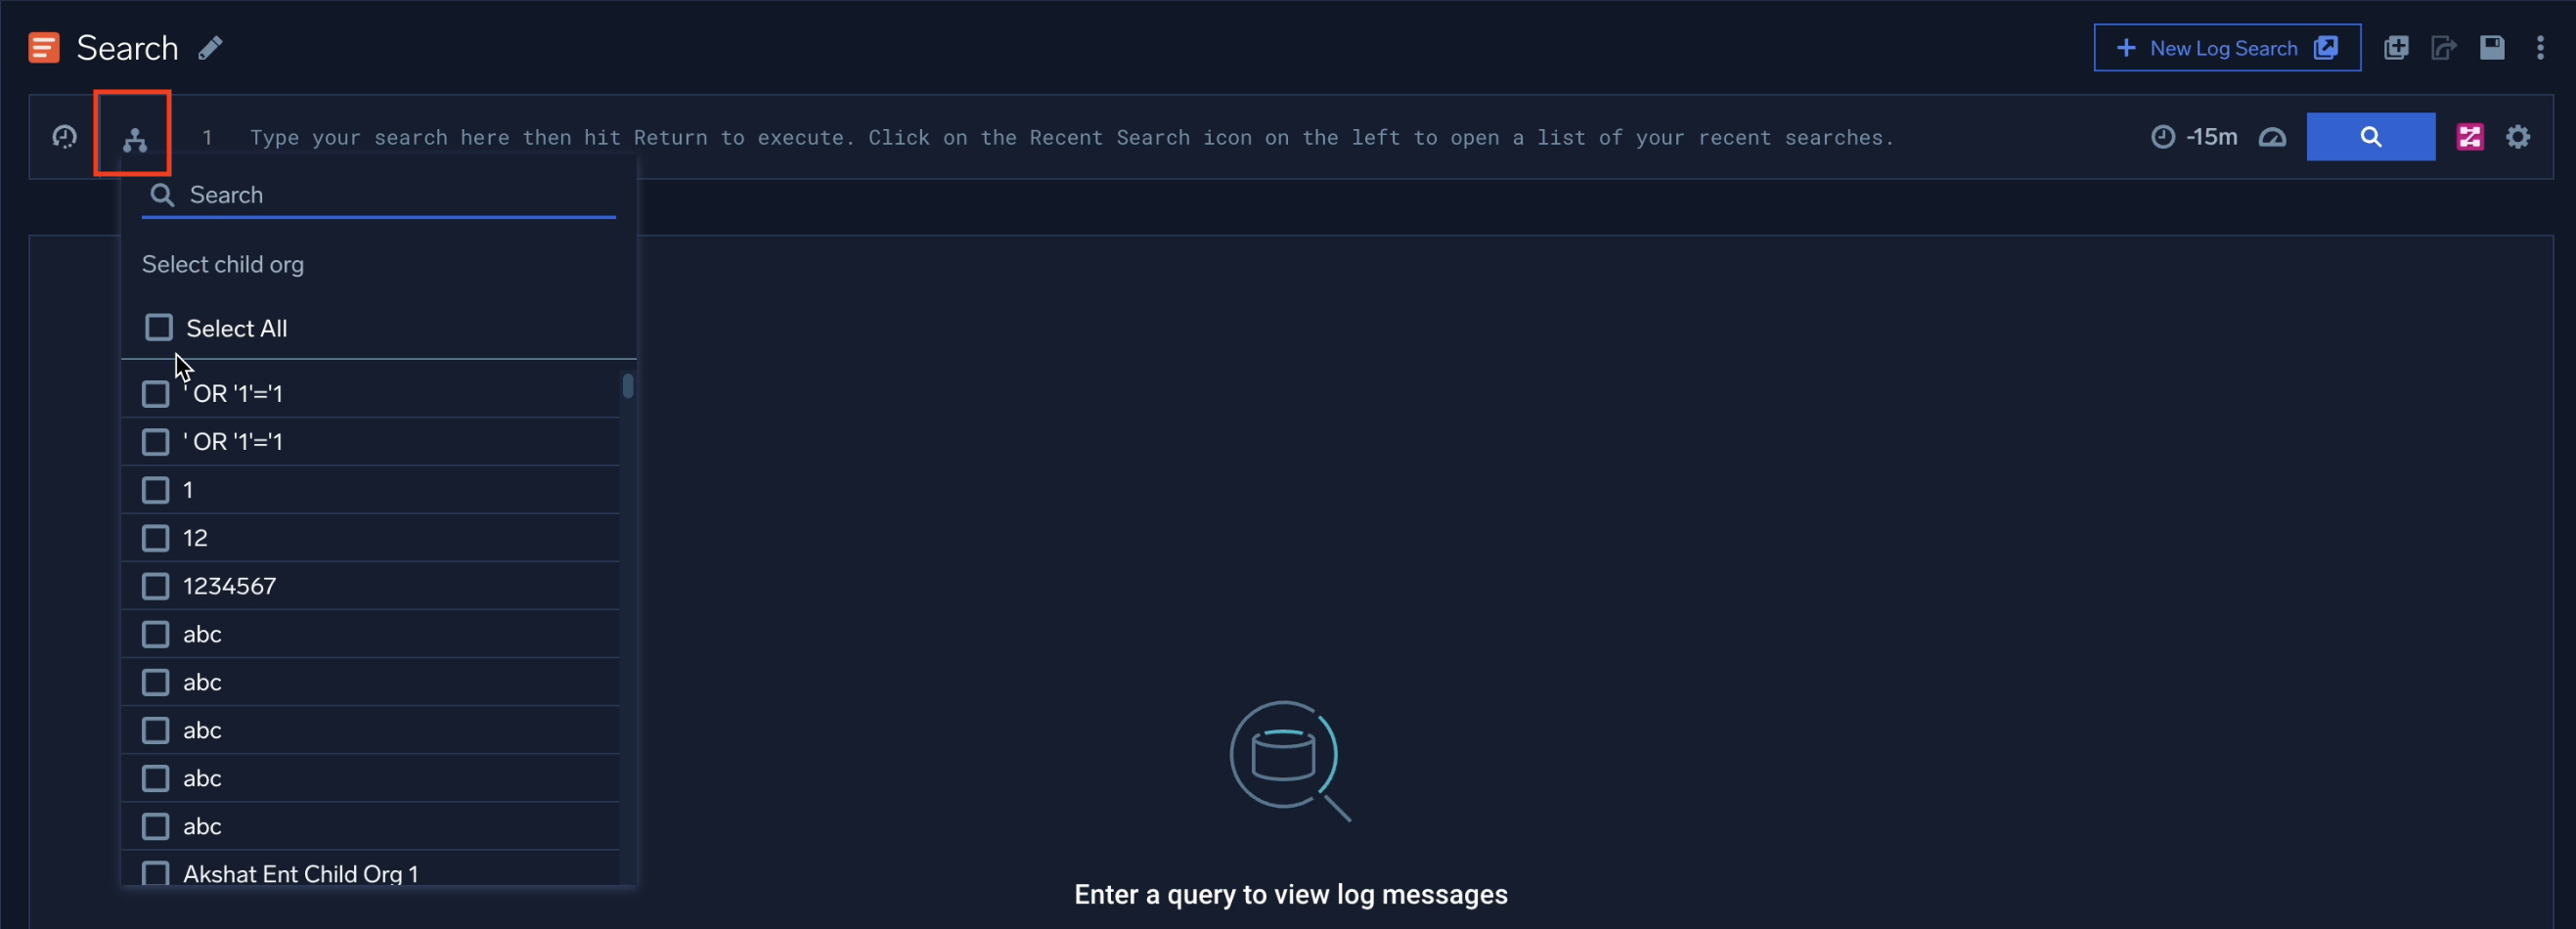 Search
New Log Search
1 Type your search here then hit Return to execute. Click on the Recent Search icon on the left to open a list of your recent searches.
-15m
Search
Select child org
Select All
' OR '1'='1
' OR '1'='1
1
12
1234567
abc
abc
abc
abc
abc
Akshat Ent Child Org 1
Enter a query to view log messages